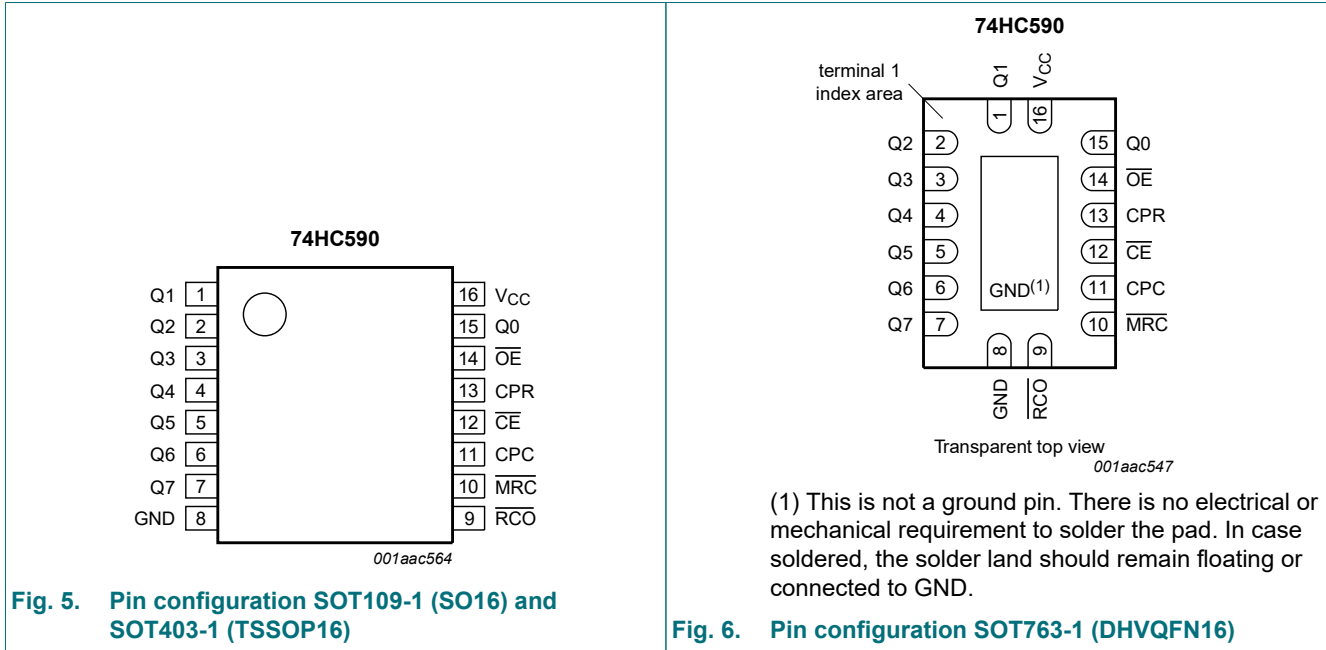 74HC590
Q1 1 16 VCC
Q2 2 15 Q0
Q3 3 14 OE
Q4 4 13 CPR
Q5 5 12 CE
Q6 6 11 CPC
Q7 7 10 MRC
GND 8 9 RCO
001aac564
Fig. 5. Pin configuration SOT109-1 (SO16) and
SOT403-1 (TSSOP16)
74HC590
terminal 1
index area
Q1 VCC
1 16
Q2 2 15 Q0
Q3 3 14 OE
Q4 4 13 CPR
Q5 5 12 CE
Q6 6 GND(1) 11 CPC
Q7 7 10 MRC
8 9
GND RCO
Transparent top view
001aac547
(1) This is not a ground pin. There is no electrical or
mechanical requirement to solder the pad. In case
soldered, the solder land should remain floating or
connected to GND.
Fig. 6. Pin configuration SOT763-1 (DHVQFN16)